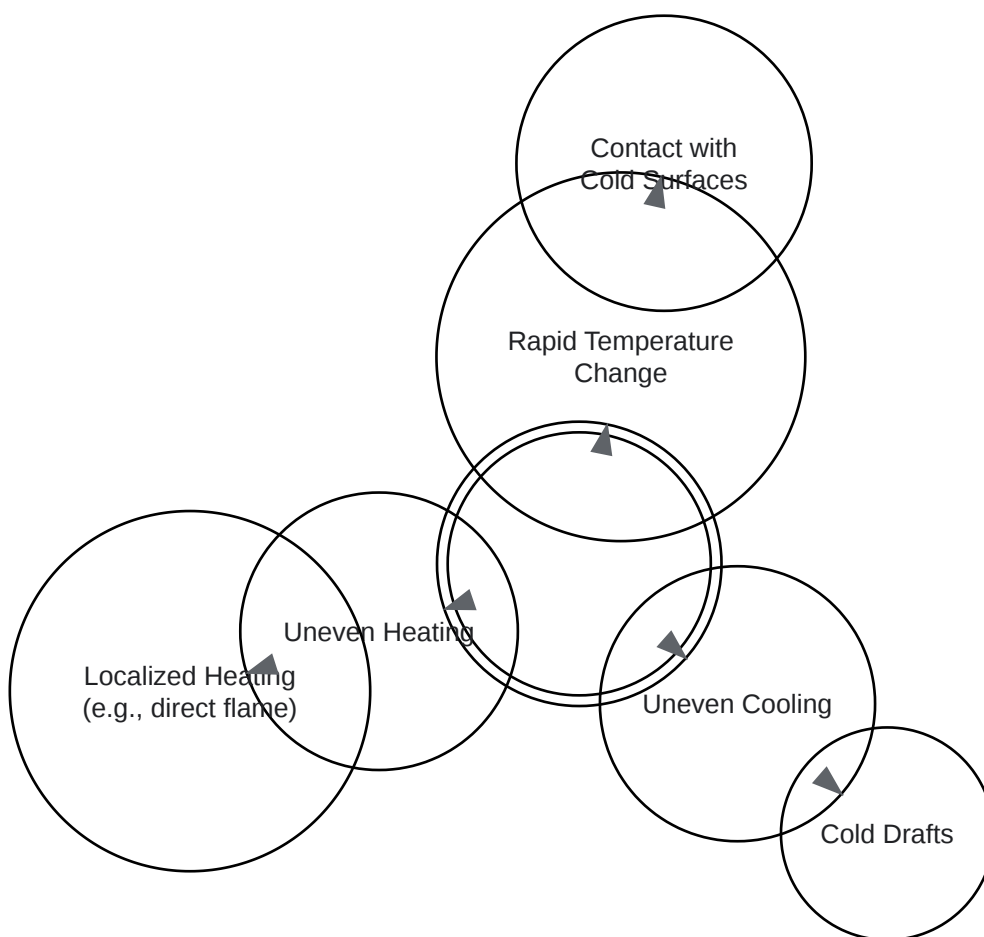 Contact with
Cold Surfaces
Rapid Temperature
Change
Uneven Heating
Localized Heating
(e.g., direct flame)
Uneven Cooling
Cold Drafts